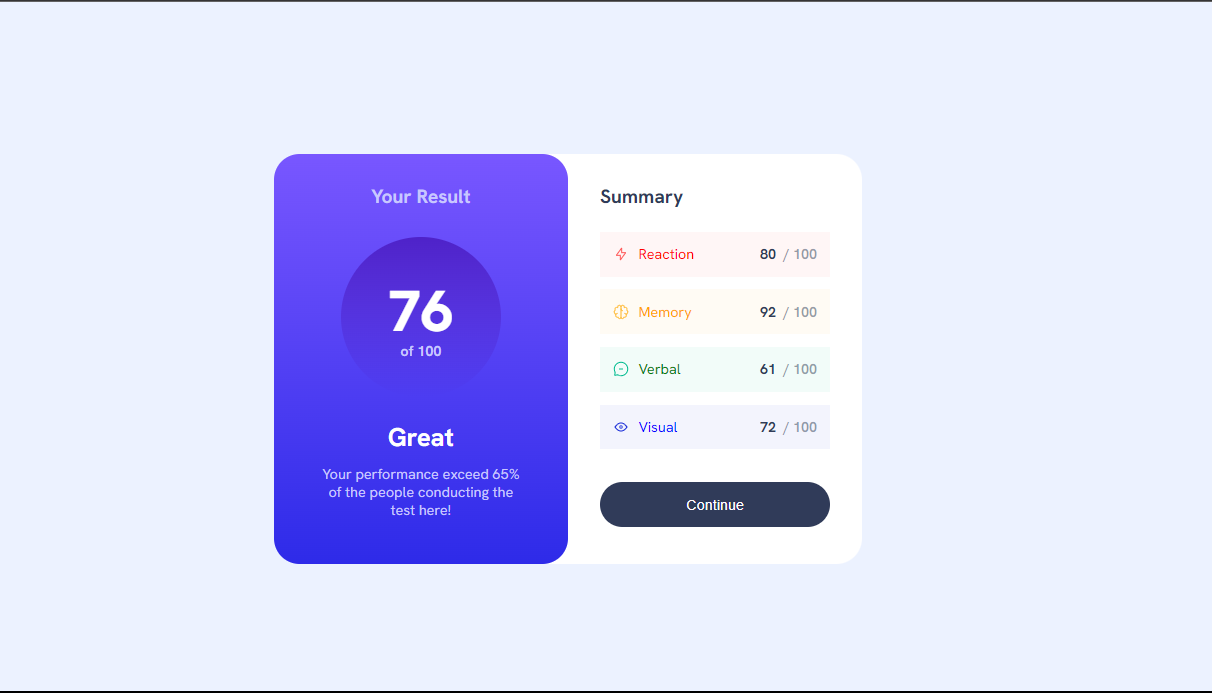 Your Result
76
of 100
Great
Your performance exceed 65%
of the people conducting the
test here!
Summary
Reaction 80 / 100
Memory 92 / 100
Verbal 61 / 100
Visual 72 / 100
Continue